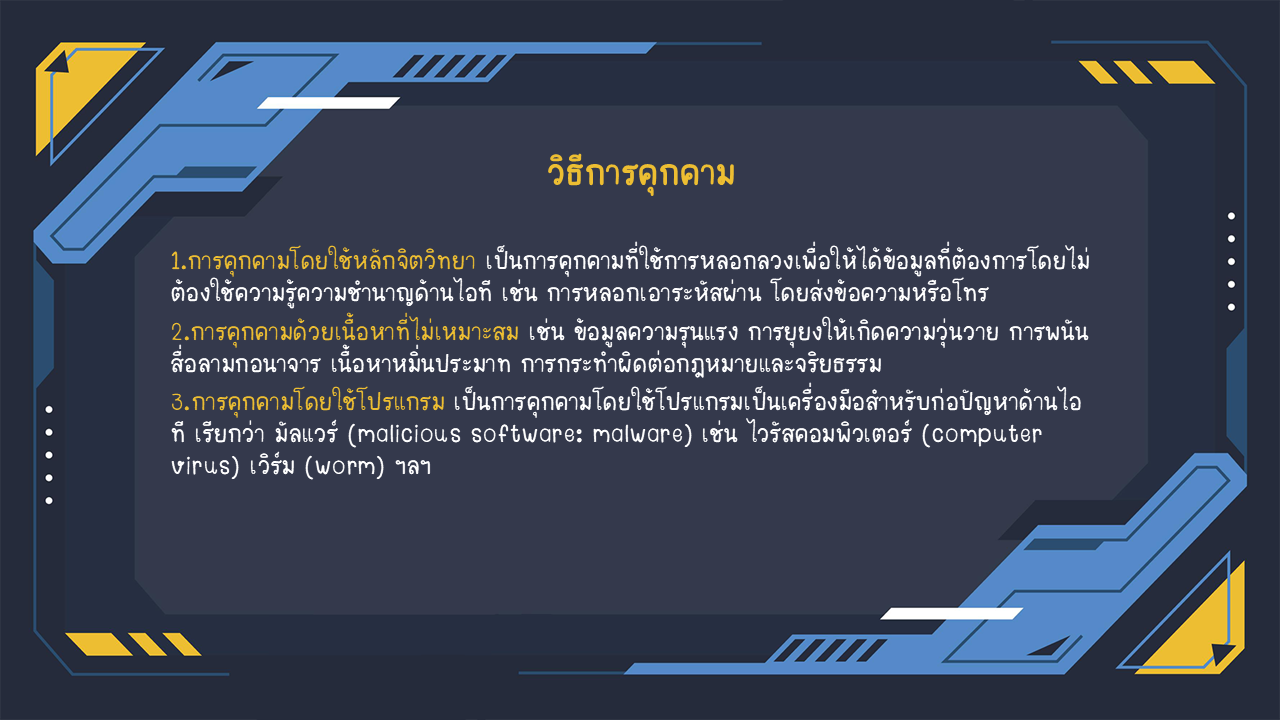 วิธีการคุกคาม
1.การคุกคามโดยใช้หลักจิตวิทยา เป็นการคุกคามที่ใช้การหลอกลวงเพื่อให้ได้ข้อมูลที่ต้องการโดยไม่
ต้องใช้ความรู้ความชำนาญด้านไอที เช่น การหลอกเอาระหัสผ่าน โดยส่งข้อความหรือโทร
2.การคุกคามด้วยเนื้อหาที่ไม่เหมาะสม เช่น ข้อมูลความรุนแรง การยุยงให้เกิดความวุ่นวาย การพนัน
สื่อลามกอนาจาร เนื้อหาหมิ่นประมาท การกระทำผิดต่อกฎหมายและจริยธรรม
3.การคุกคามโดยใช้โปรแกรม เป็นการคุกคามโดยใช้โปรแกรมเป็นเครื่องมือสำหรับก่อปัญหาด้านไอ
ที เรียกว่า มัลแวร์ (malicious software: malware) เช่น ไวรัสคอมพิวเตอร์ (computer
virus) เวิร์ม (worm) ฯลฯ